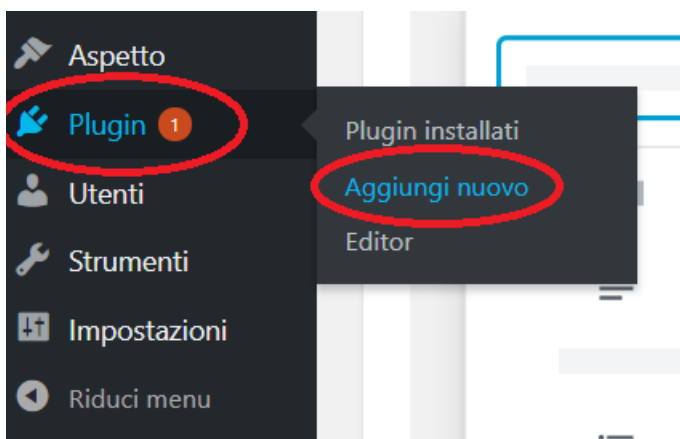 Aspetto
Plugin 1
Utenti
Strumenti
Impostazioni
Riduci menu
Plugin installati
Aggiungi nuovo
Editor